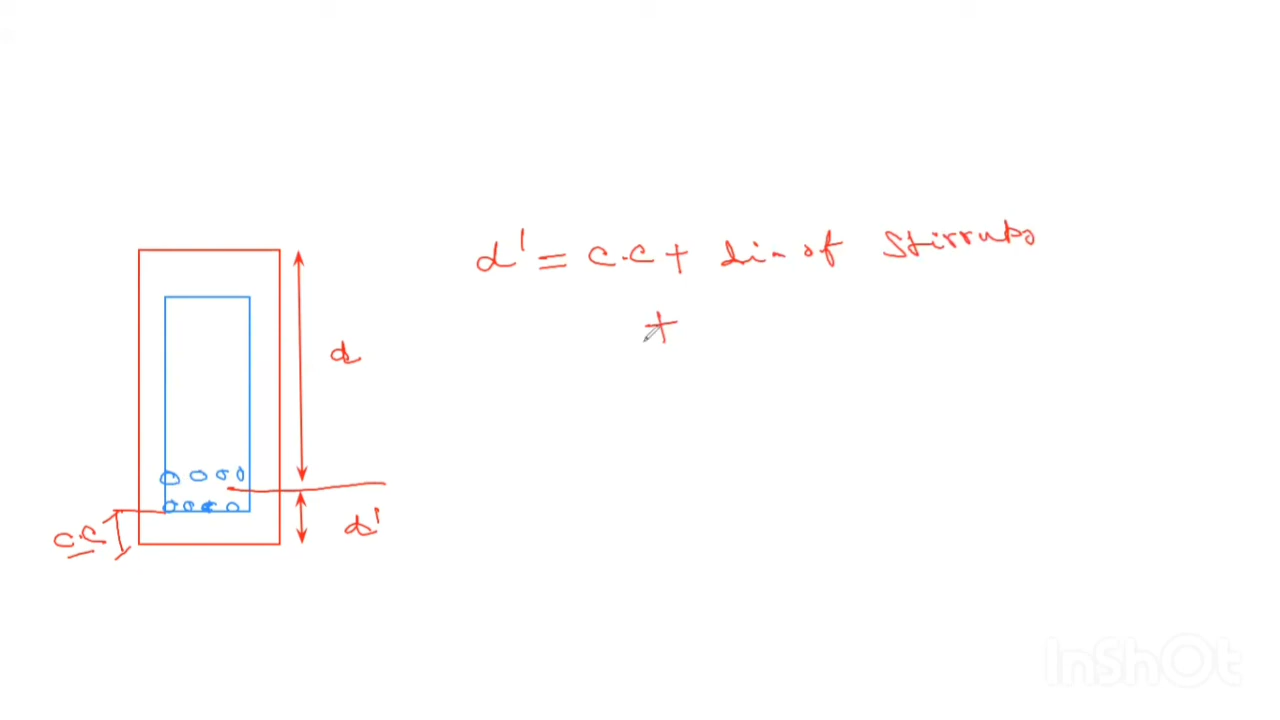 d' = C.C + dia of Stirrups
+
d
d'
C.C
InShOt